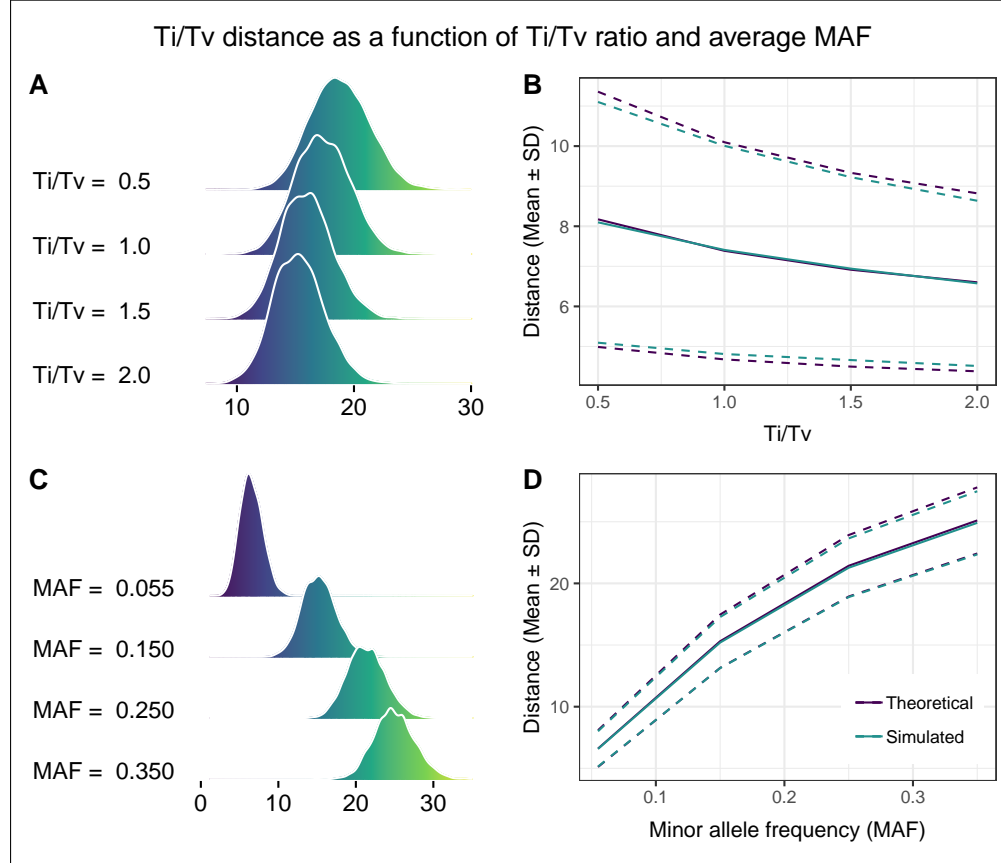 Ti/Tv distance as a function of Ti/Tv ratio and average MAF
A
Ti/Tv = 0.5
Ti/Tv = 1.0
Ti/Tv = 1.5
Ti/Tv = 2.0
10 20 30
B
Distance (Mean ± SD)
10
8
6
0.5 1.0 1.5 2.0
Ti/Tv
C
MAF = 0.055
MAF = 0.150
MAF = 0.250
MAF = 0.350
0 10 20 30
D
Distance (Mean ± SD)
20
10
Theoretical
Simulated
0.1 0.2 0.3
Minor allele frequency (MAF)